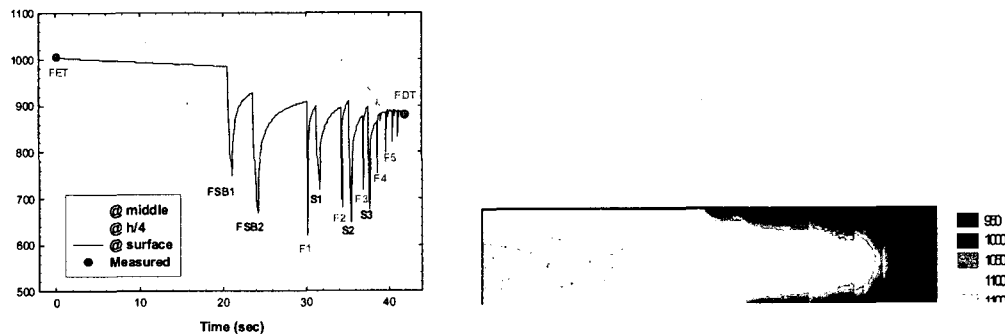 1100
1000
900
800
700
600
500
0
10
20
30
40
Time (sec)
FET
FSB1
FSB2
F1
S1
F2
S2
F3
S3
F4
F5
FDT
@ middle
@ h/4
@ surface
Measured
950
1000
1050
1100